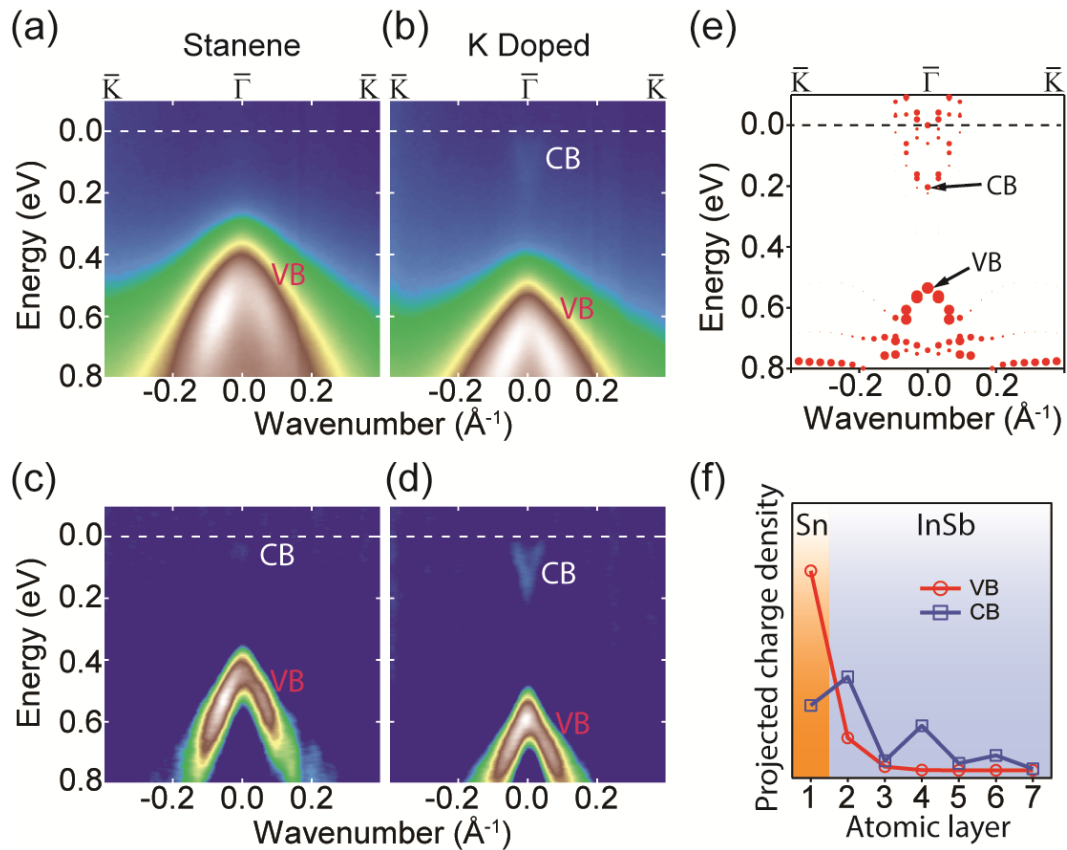 (a)
Stanene
K̅ Γ̅ K̅
0.0
0.2
0.4
0.6
0.8
Energy (eV)
VB
-0.2 0.0 0.2
Wavenumber (Å⁻¹)
(b)
K Doped
K̅ Γ̅ K̅
CB
VB
-0.2 0.0 0.2
Wavenumber (Å⁻¹)
(e)
K̅ Γ̅ K̅
0.0
0.2
0.4
0.6
0.8
Energy (eV)
CB
VB
-0.2 0.0 0.2
Wavenumber (Å⁻¹)
(c)
0.0
0.2
0.4
0.6
0.8
Energy (eV)
CB
VB
-0.2 0.0 0.2
Wavenumber (Å⁻¹)
(d)
CB
VB
-0.2 0.0 0.2
Wavenumber (Å⁻¹)
(f)
Projected charge density
Sn InSb
VB
CB
1 2 3 4 5 6 7
Atomic layer